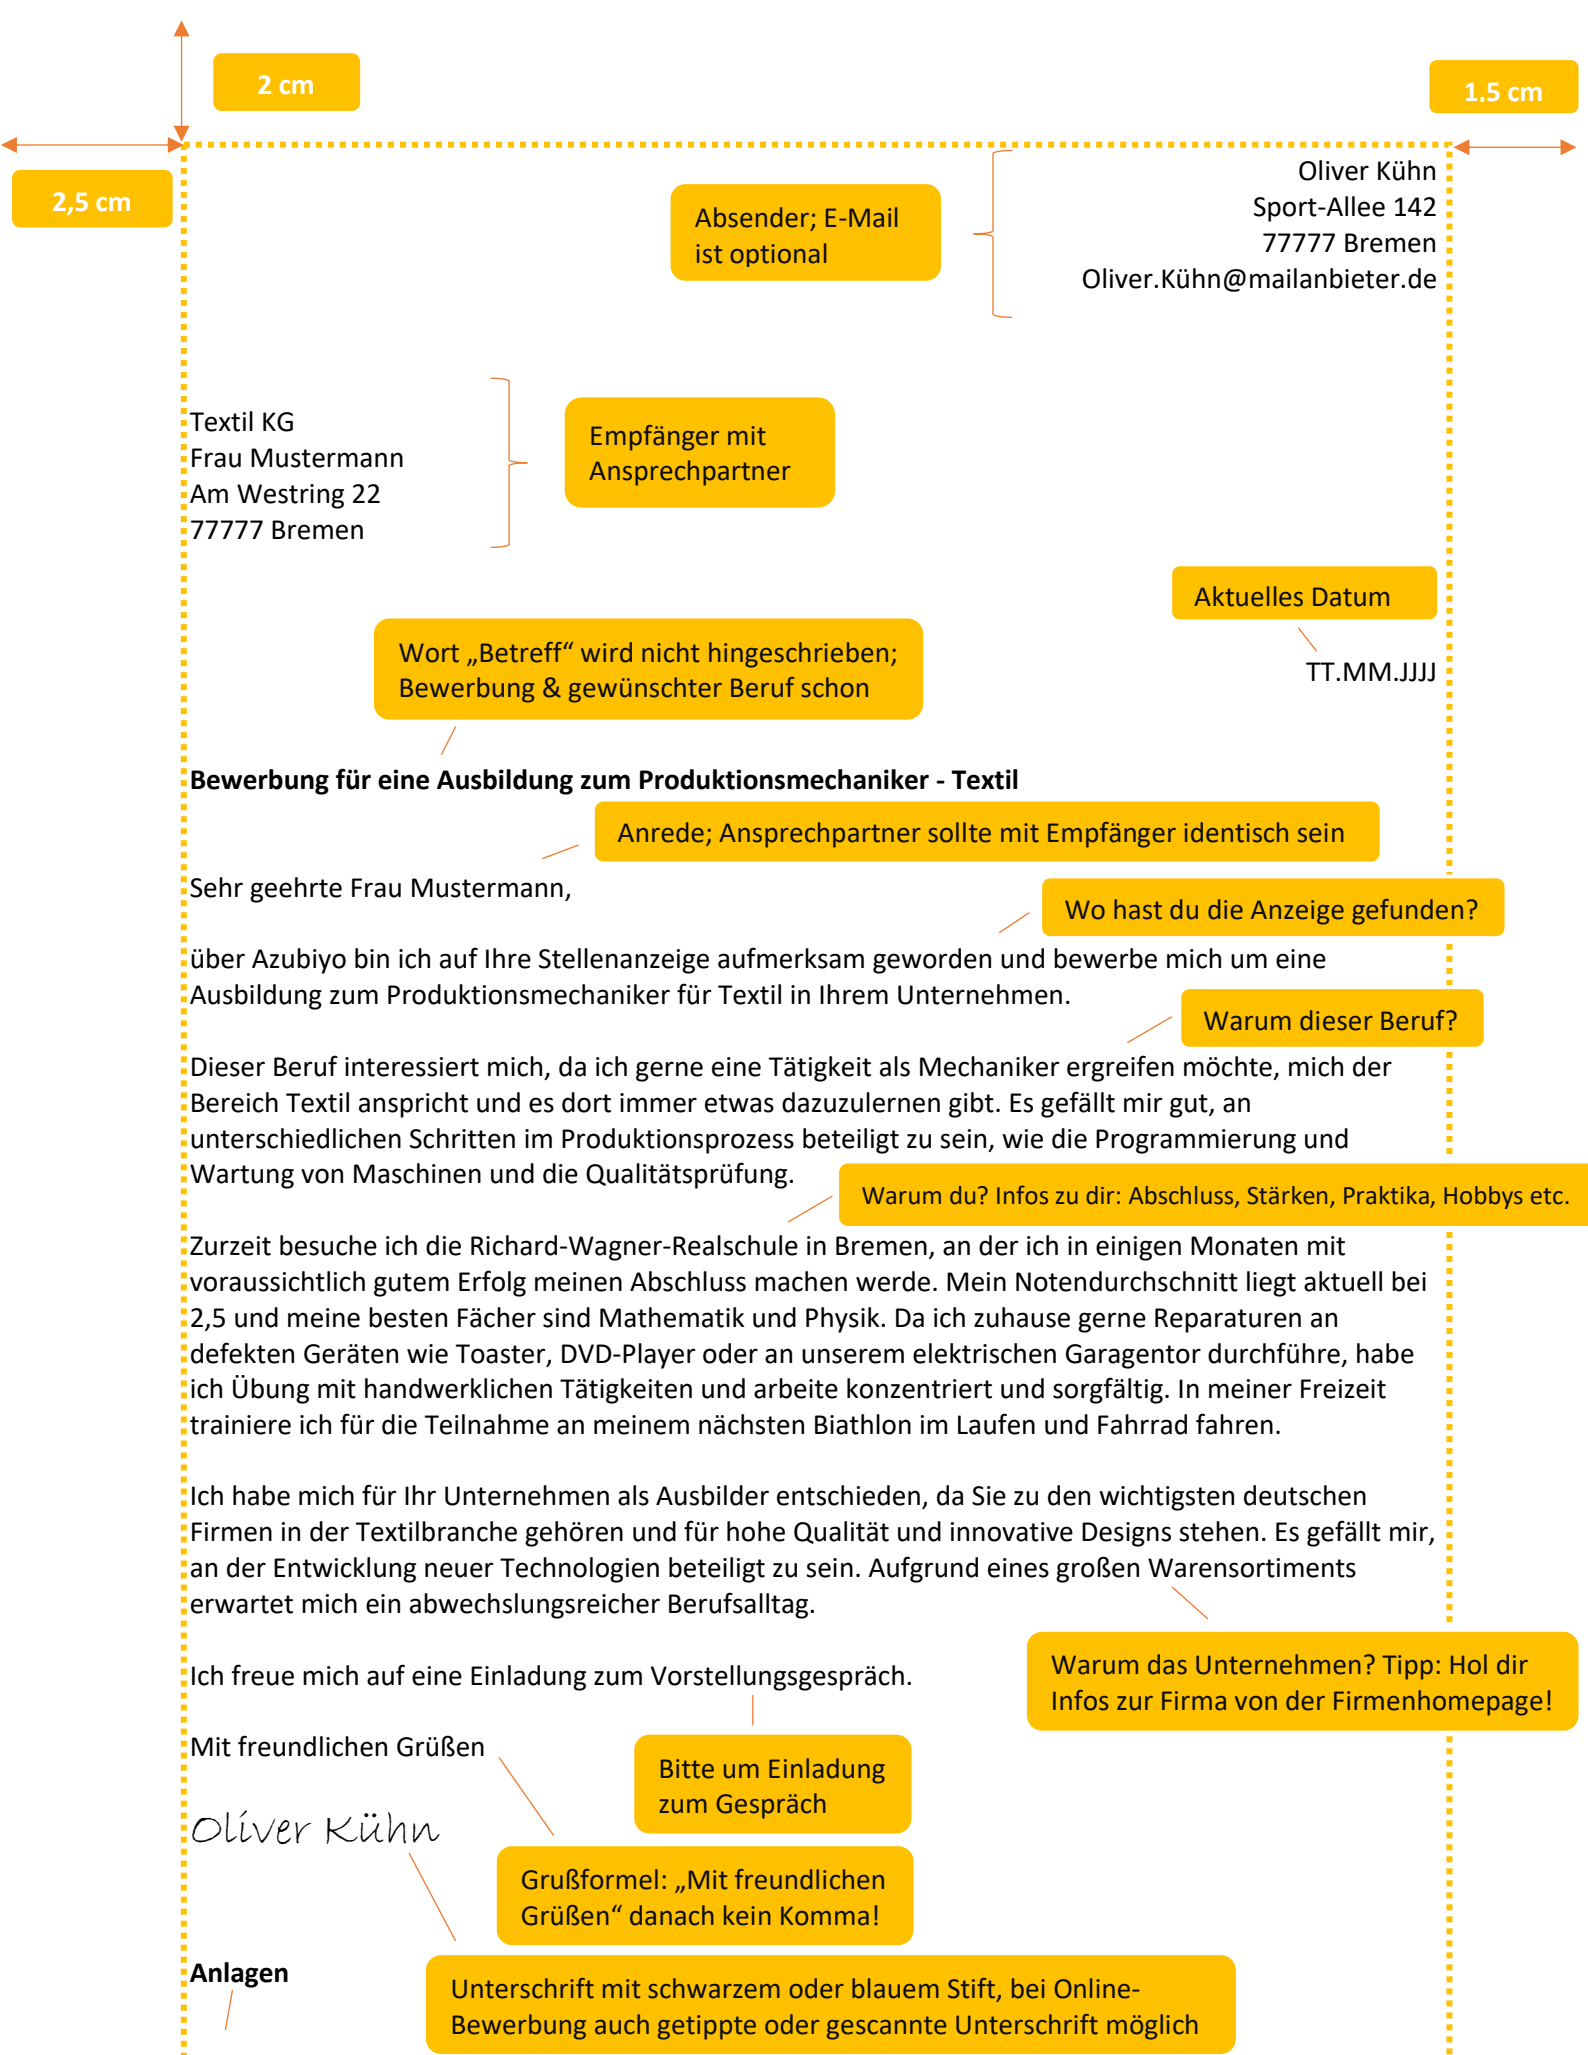 2 cm
1,5 cm
2,5 cm
Absender; E-Mail
ist optional
Oliver Kühn
Sport-Allee 142
77777 Bremen
Oliver.Kühn@mailanbieter.de
Textil KG
Frau Mustermann
Am Westring 22
77777 Bremen
Empfänger mit
Ansprechpartner
Aktuelles Datum
TT.MM.JJJJ
Wort „Betreff“ wird nicht hingeschrieben;
Bewerbung & gewünschter Beruf schon
Bewerbung für eine Ausbildung zum Produktionsmechaniker - Textil
Anrede; Ansprechpartner sollte mit Empfänger identisch sein
Sehr geehrte Frau Mustermann,
Wo hast du die Anzeige gefunden?
über Azubiyo bin ich auf Ihre Stellenanzeige aufmerksam geworden und bewerbe mich um eine
Ausbildung zum Produktionsmechaniker für Textil in Ihrem Unternehmen.
Warum dieser Beruf?
Dieser Beruf interessiert mich, da ich gerne eine Tätigkeit als Mechaniker ergreifen möchte, mich der
Bereich Textil anspricht und es dort immer etwas dazuzulernen gibt. Es gefällt mir gut, an
unterschiedlichen Schritten im Produktionsprozess beteiligt zu sein, wie die Programmierung und
Wartung von Maschinen und die Qualitätsprüfung.
Warum du? Infos zu dir: Abschluss, Stärken, Praktika, Hobbys etc.
Zurzeit besuche ich die Richard-Wagner-Realschule in Bremen, an der ich in einigen Monaten mit
voraussichtlich gutem Erfolg meinen Abschluss machen werde. Mein Notendurchschnitt liegt aktuell bei
2,5 und meine besten Fächer sind Mathematik und Physik. Da ich zuhause gerne Reparaturen an
defekten Geräten wie Toaster, DVD-Player oder an unserem elektrischen Garagentor durchführe, habe
ich Übung mit handwerklichen Tätigkeiten und arbeite konzentriert und sorgfältig. In meiner Freizeit
trainiere ich für die Teilnahme an meinem nächsten Biathlon im Laufen und Fahrrad fahren.
Ich habe mich für Ihr Unternehmen als Ausbilder entschieden, da Sie zu den wichtigsten deutschen
Firmen in der Textilbranche gehören und für hohe Qualität und innovative Designs stehen. Es gefällt mir,
an der Entwicklung neuer Technologien beteiligt zu sein. Aufgrund eines großen Warensortiments
erwartet mich ein abwechslungsreicher Berufsalltag.
Warum das Unternehmen? Tipp: Hol dir
Infos zur Firma von der Firmenhomepage!
Ich freue mich auf eine Einladung zum Vorstellungsgespräch.
Mit freundlichen Grüßen
Bitte um Einladung
zum Gespräch
Oliver Kühn
Grußformel: „Mit freundlichen
Grüßen“ danach kein Komma!
Anlagen
Unterschrift mit schwarzem oder blauem Stift, bei Online-
Bewerbung auch getippte oder gescannte Unterschrift möglich